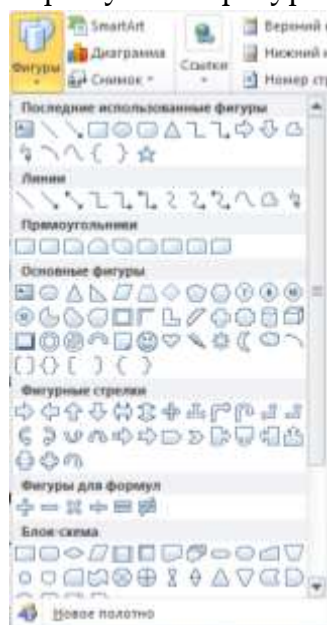 SmartArt
Диаграмма
Снимок
Фигуры
Ссылки
Верхний
Нижний
Номер стр
Последние использованные фигуры
Линии
Прямоугольники
Основные фигуры
Фигурные стрелки
Фигуры для формул
Блок-схема
Новое полотно